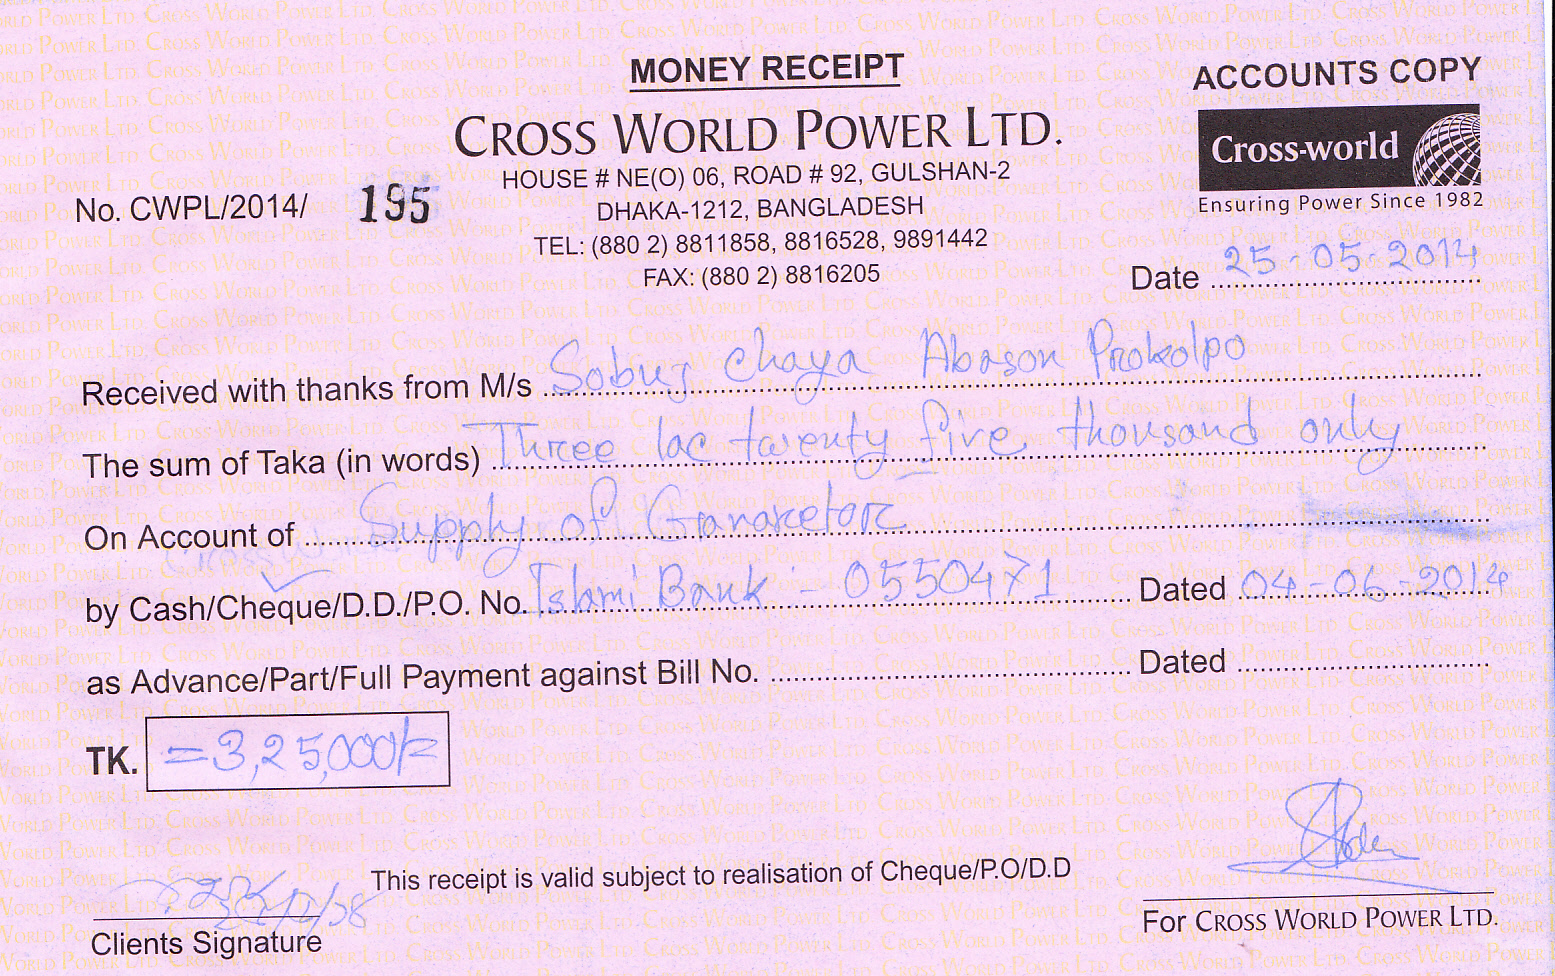 MONEY RECEIPT
ACCOUNTS COPY
CROSS WORLD POWER LTD.
Cross-world
HOUSE # NE(O) 06, ROAD # 92, GULSHAN-2
No. CWPL/2014/ 195
DHAKA-1212, BANGLADESH
Ensuring Power Since 1982
TEL: (880 2) 8811858, 8816528, 9891442
FAX: (880 2) 8816205
Date 25-05-2014
Received with thanks from M/s Sobuj Chaya Abason Prokolpo
The sum of Taka (in words) Three lac twenty five thousand only
On Account of Supply of Ganaretor
by Cash/Cheque/D.D./P.O. No. Islami Bank - 0550471 Dated 04-06-2014
as Advance/Part/Full Payment against Bill No. Dated
TK. =3,25,000/=
This receipt is valid subject to realisation of Cheque/P.O/D.D
Clients Signature
For CROSS WORLD POWER LTD.